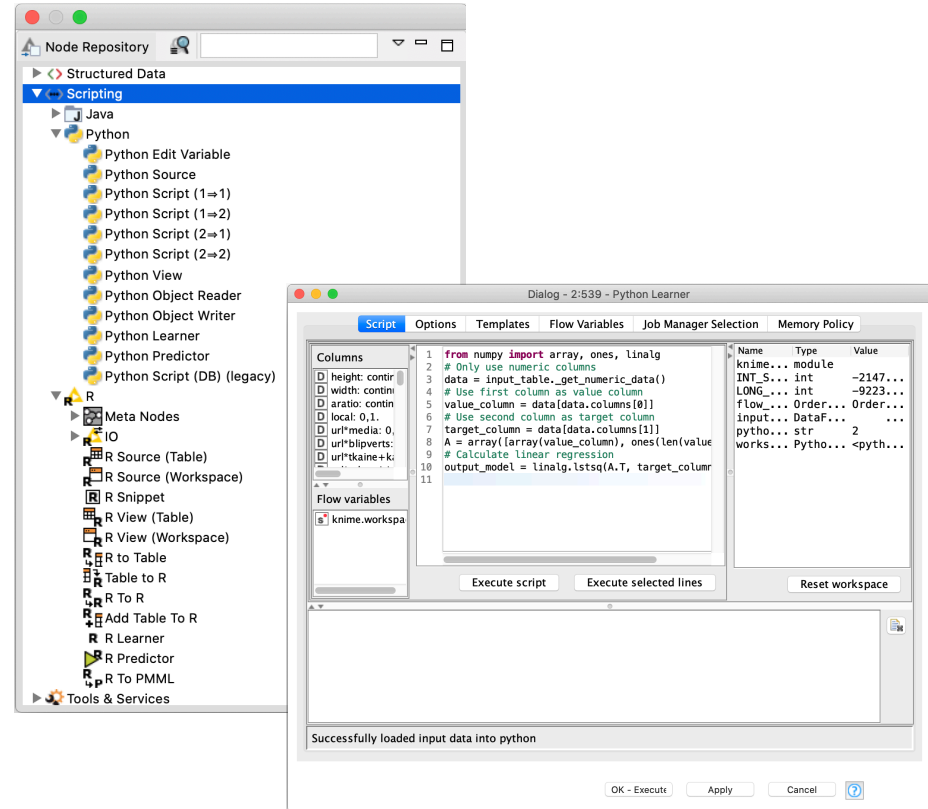 Node Repository
Structured Data
Scripting
Java
Python
Python Edit Variable
Python Source
Python Script (1⇒1)
Python Script (1⇒2)
Python Script (2⇒1)
Python Script (2⇒2)
Python View
Python Object Reader
Python Object Writer
Python Learner
Python Predictor
Python Script (DB) (legacy)
R
Meta Nodes
IO
R Source (Table)
R Source (Workspace)
R Snippet
R View (Table)
R View (Workspace)
R to Table
Table to R
R To R
Add Table To R
R Learner
R Predictor
R To PMML
Tools & Services
Dialog - 2:539 - Python Learner
Script Options Templates Flow Variables Job Manager Selection Memory Policy
Columns
D height: contin
D width: contin
D aratio: contin
D local: 0,1.
D url*media: 0,
D url*blipverts:
D url*tkaine+ka
Flow variables
s knime.workspa
1 from numpy import array, ones, linalg
2 # Only use numeric columns
3 data = input_table._get_numeric_data()
4 # Use first column as value column
5 value_column = data[data.columns[0]]
6 # Use second column as target column
7 target_column = data[data.columns[1]]
8 A = array([array(value_column), ones(len(value
9 # Calculate linear regression
10 output_model = linalg.lstsq(A.T, target_column
11
Execute script Execute selected lines
Name Type Value
knime... module
INT_S... int -2147...
LONG_... int -9223...
flow_... Order... Order...
input... DataF... ...
pytho... str 2
works... Pytho... <pyth...
Reset workspace
Successfully loaded input data into python
OK - Execute Apply Cancel ?